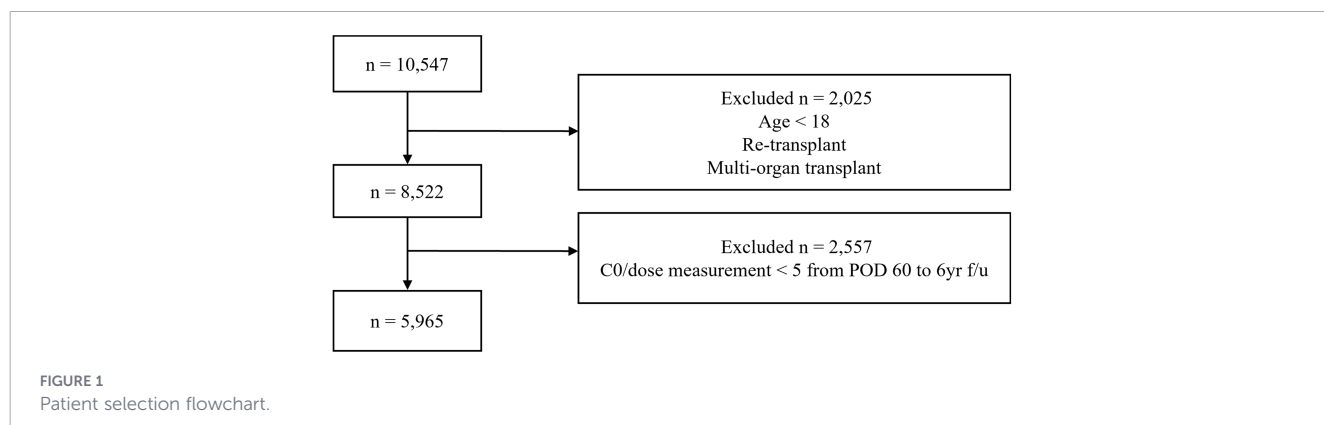 n = 10,547
Excluded n = 2,025
Age < 18
Re-transplant
Multi-organ transplant
n = 8,522
Excluded n = 2,557
C0/dose measurement < 5 from POD 60 to 6yr f/u
n = 5,965
FIGURE 1
Patient selection flowchart.